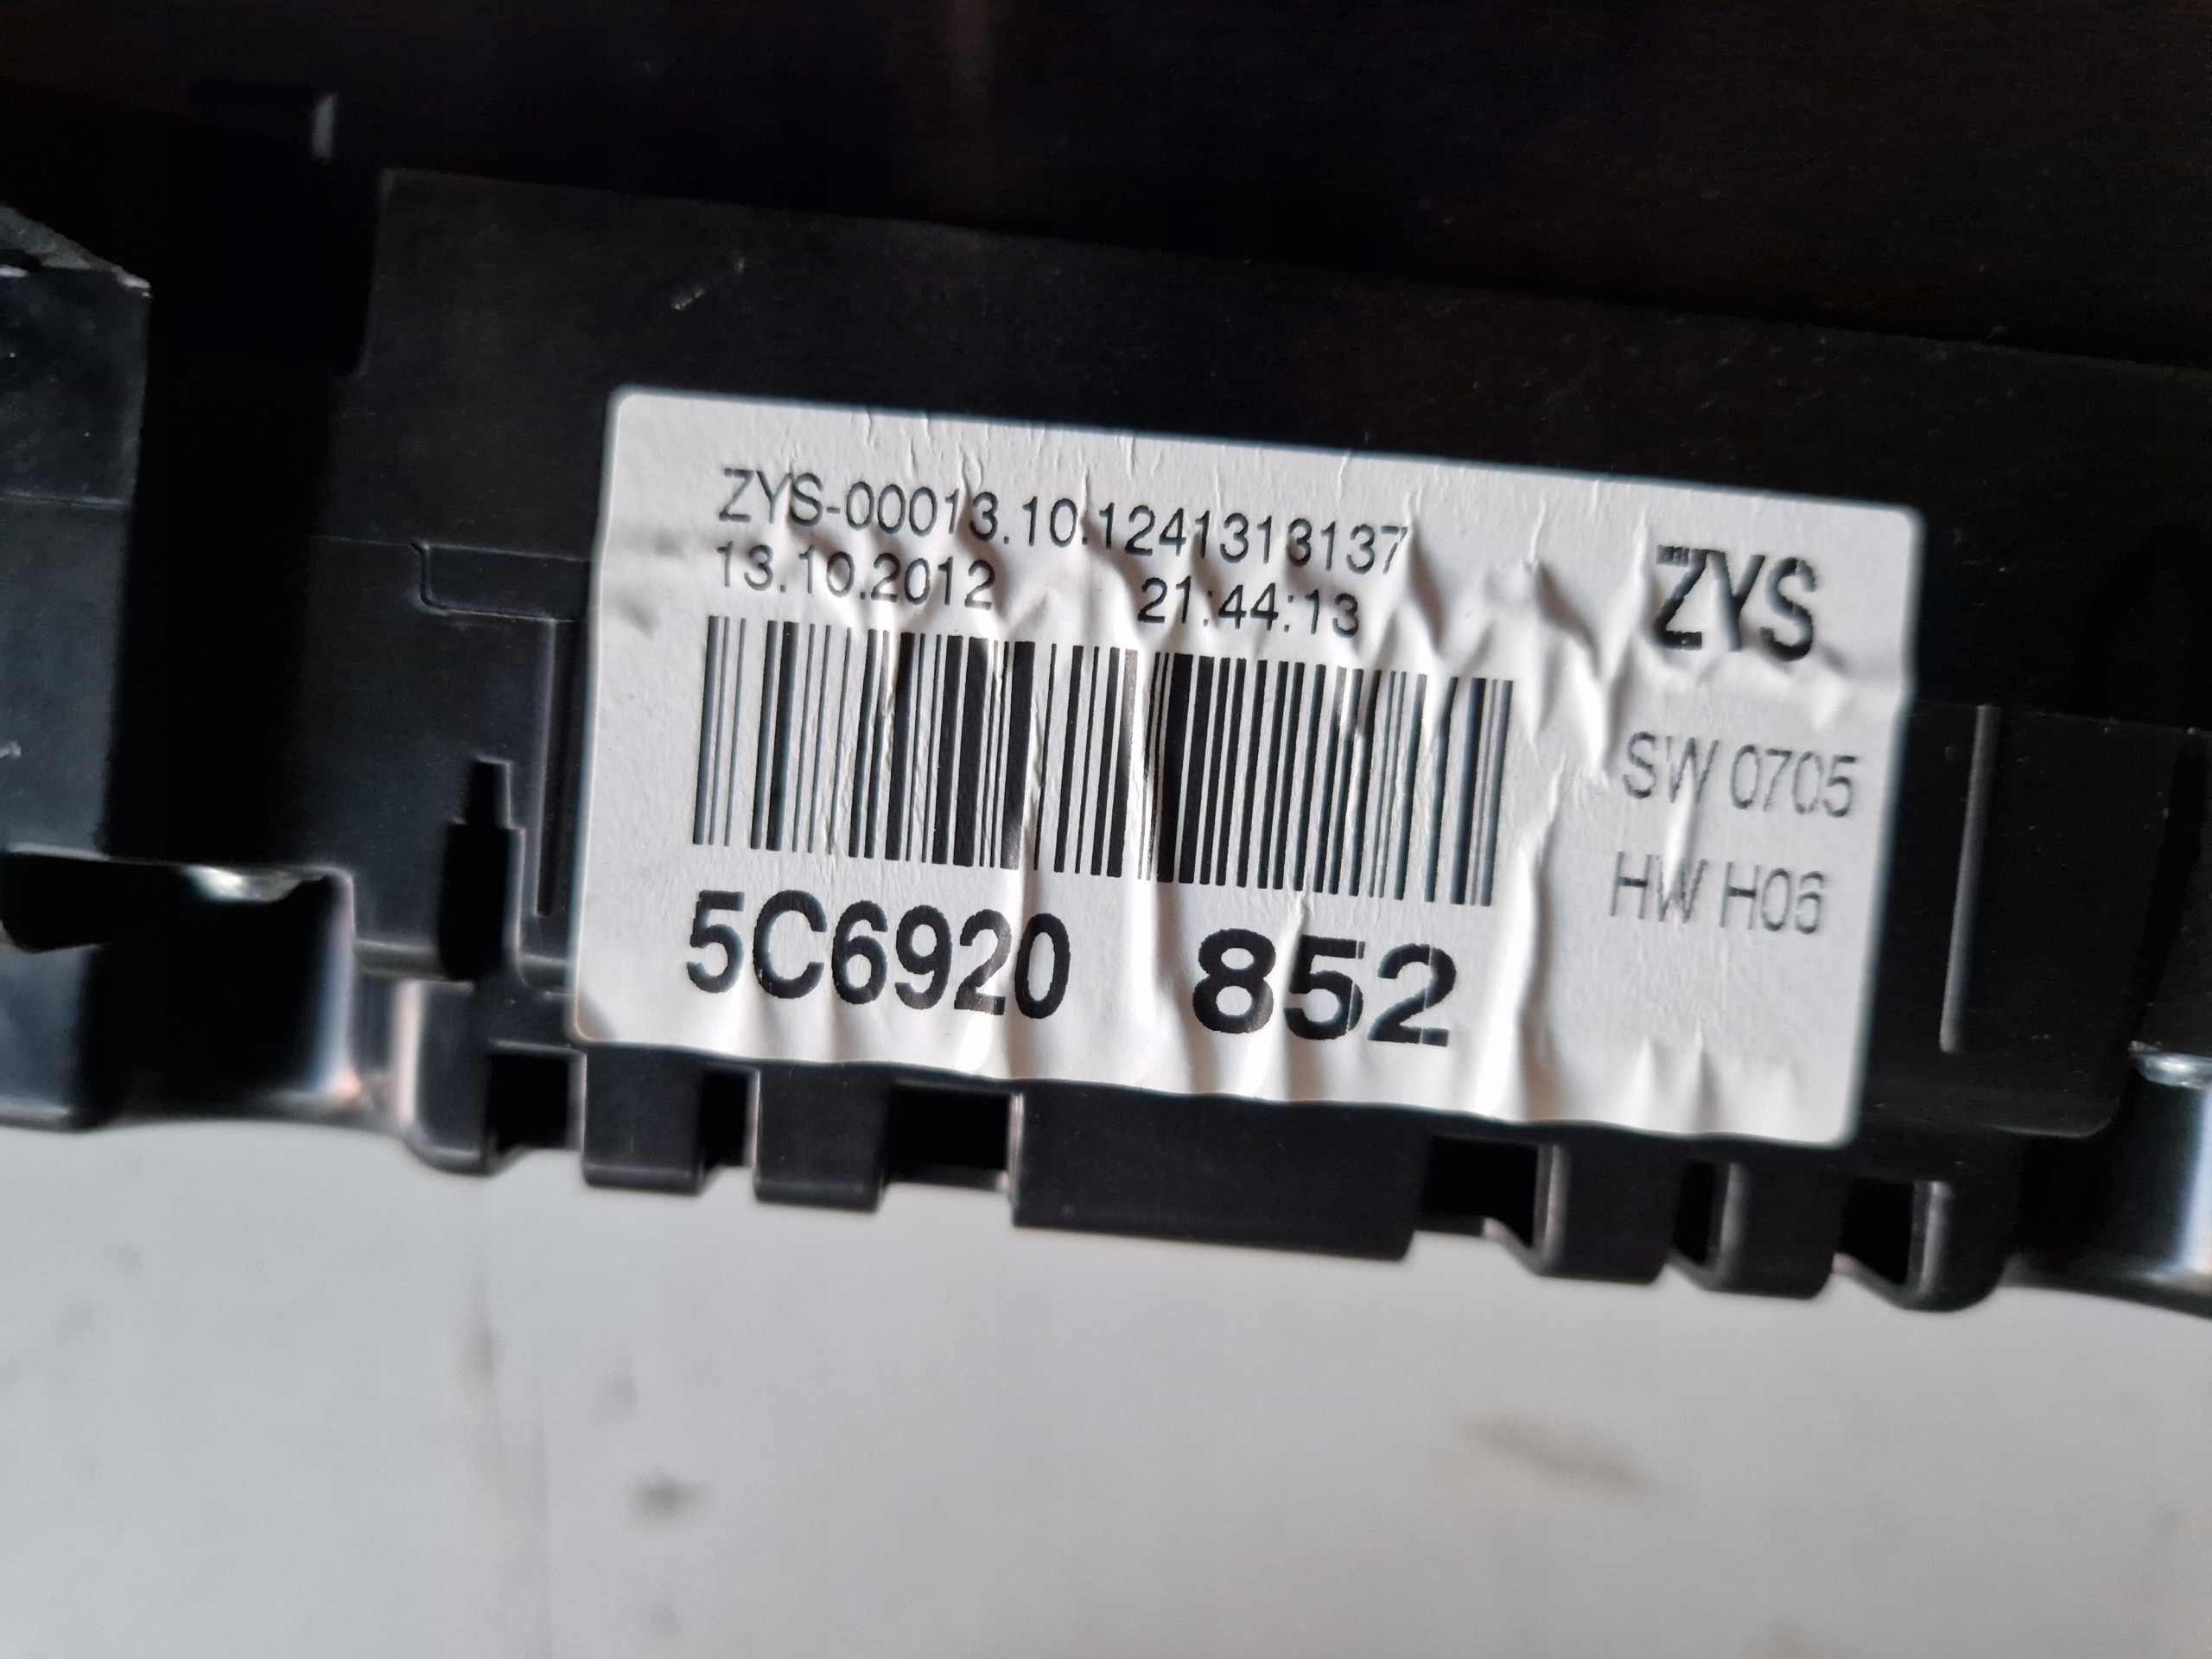 ZYS-00013.10.1241313137
13.10.2012 21:44:13
ZYS
SW 0705
HW H06
5C6920 852